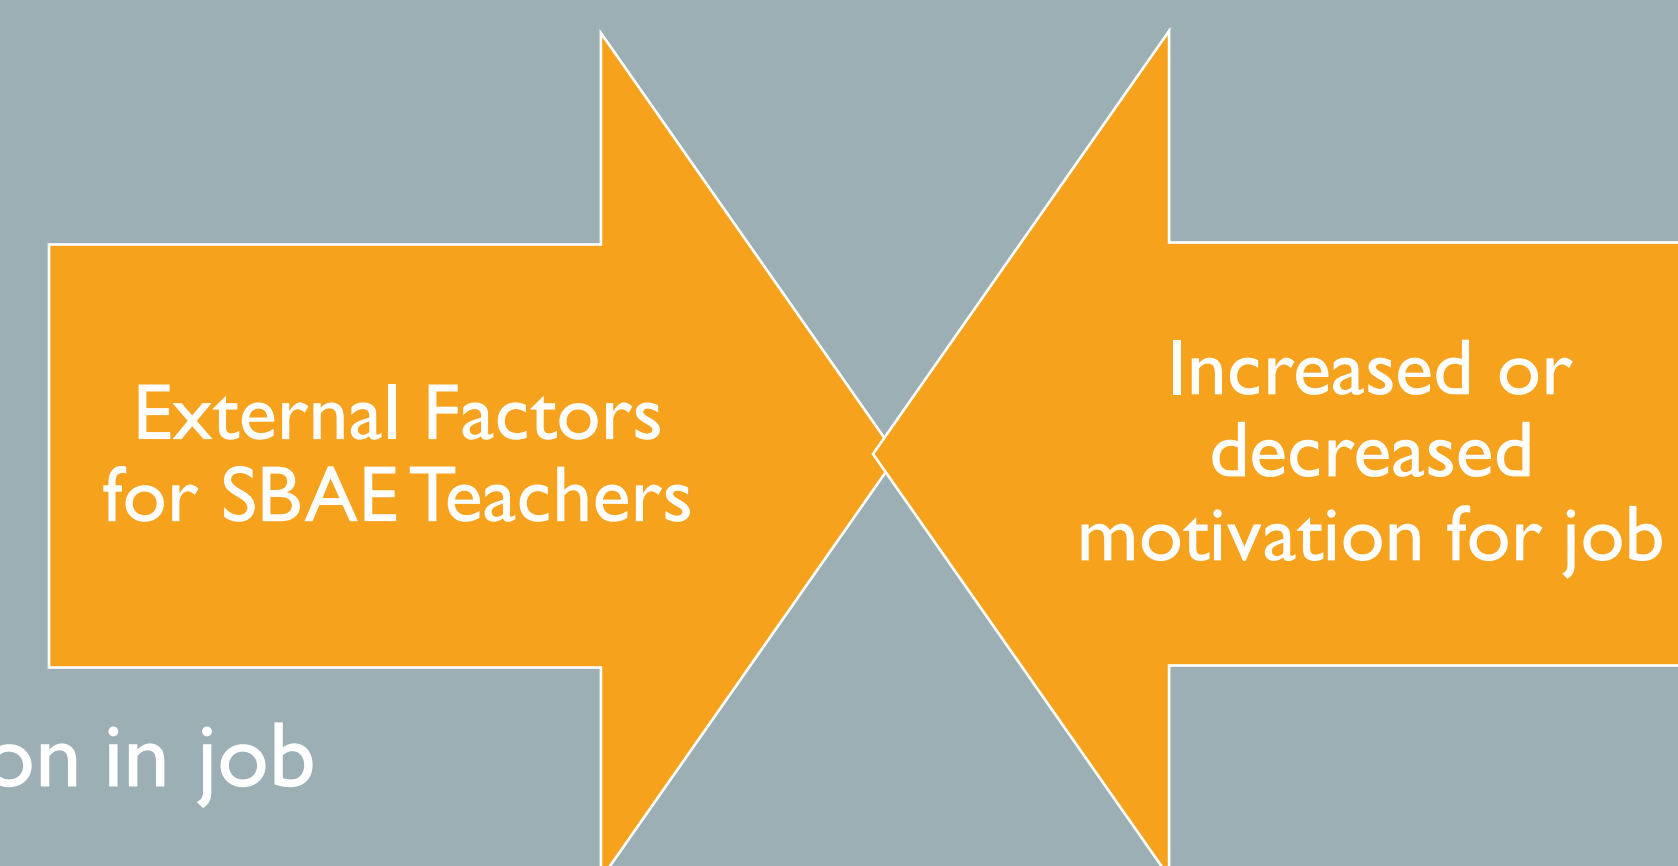 External Factors
for SBAE Teachers
Increased or
decreased
motivation for job
on in job